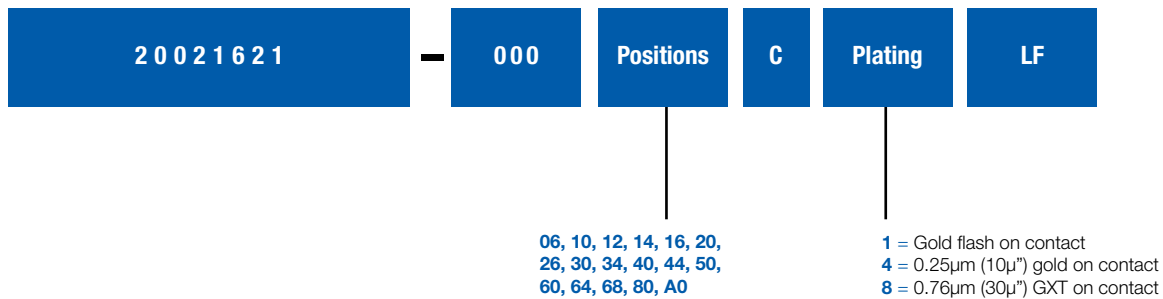 20021621 - 000 Positions C Plating LF
06, 10, 12, 14, 16, 20,
26, 30, 34, 40, 44, 50,
60, 64, 68, 80, A0
1 = Gold flash on contact
4 = 0.25µm (10µ”) gold on contact
8 = 0.76µm (30µ”) GXT on contact